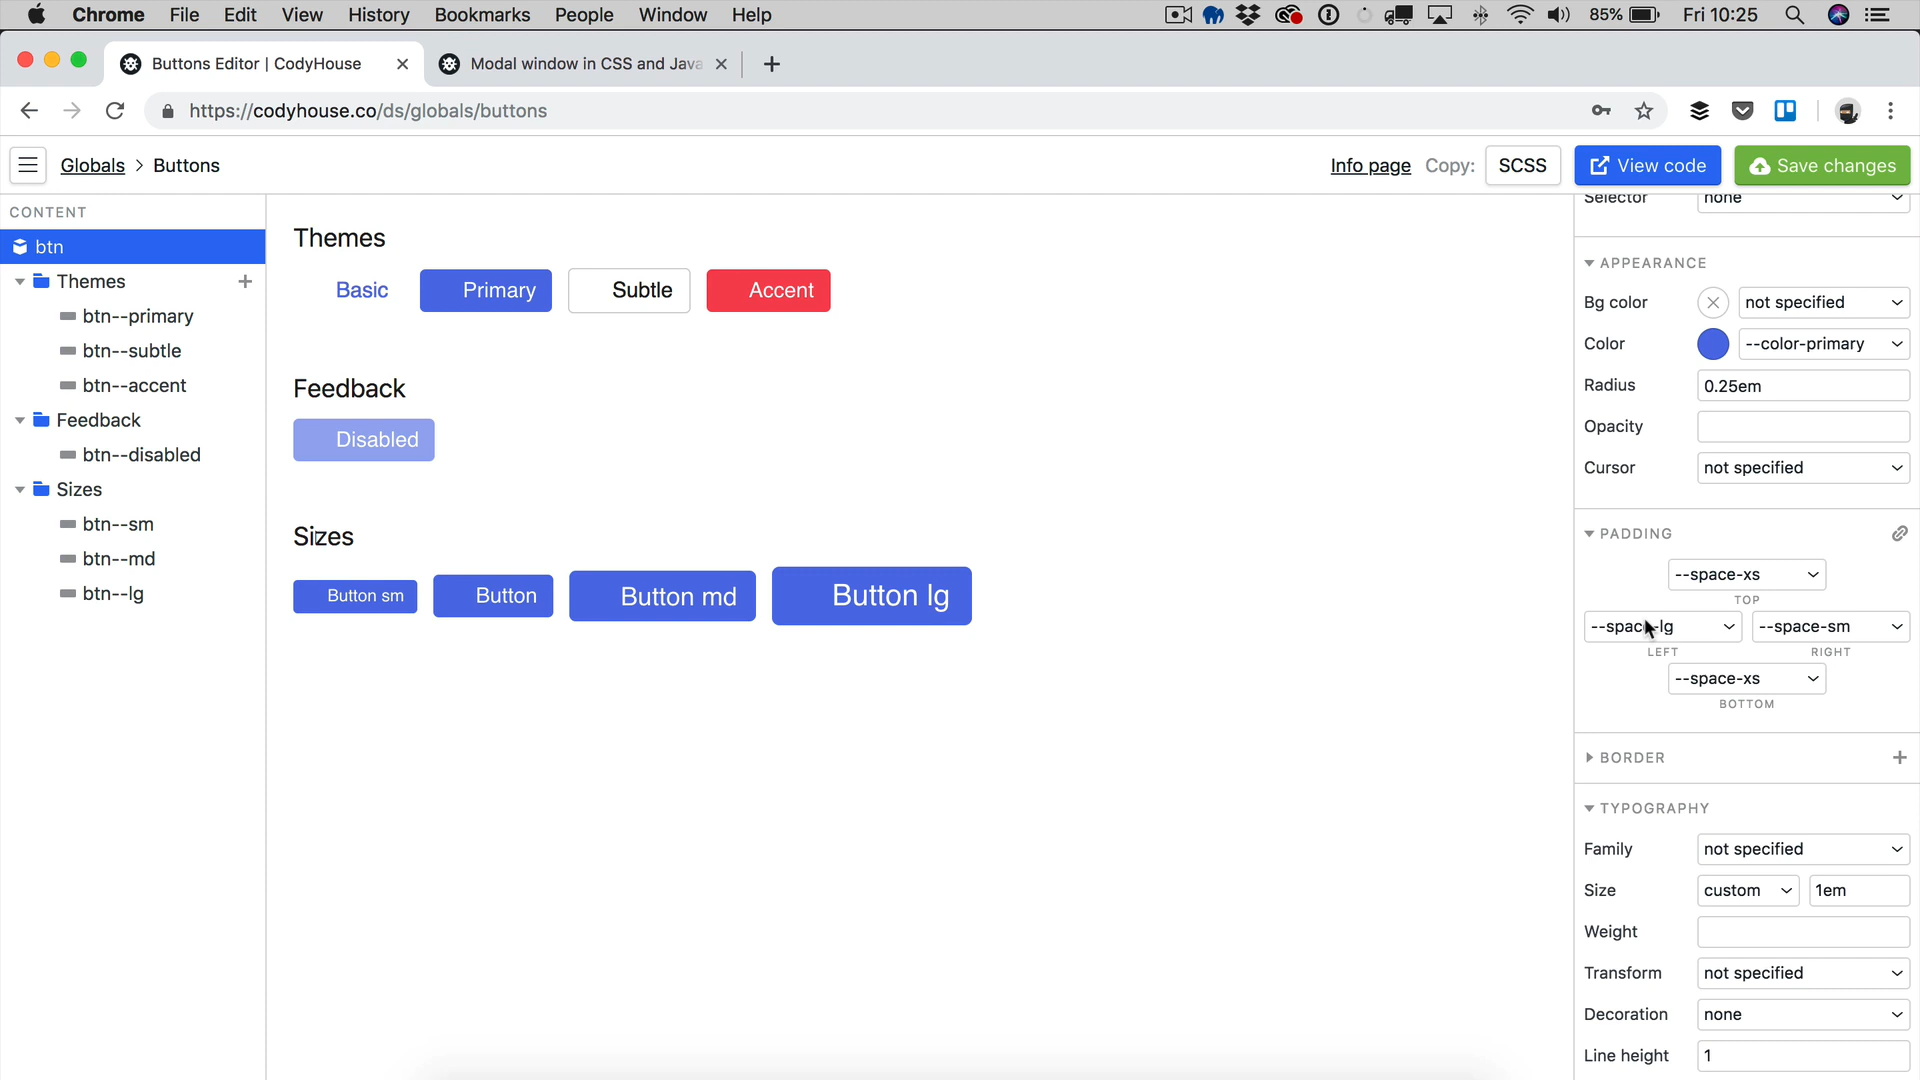 Chrome File Edit View History Bookmarks People Window Help 85% Fri 10:25
Buttons Editor | CodyHouse Modal window in CSS and Java
https://codyhouse.co/ds/globals/buttons
Globals > Buttons Info page Copy: SCSS View code Save changes
CONTENT
btn
Themes
btn--primary
btn--subtle
btn--accent
Feedback
btn--disabled
Sizes
btn--sm
btn--md
btn--lg
Themes
Basic Primary Subtle Accent
Feedback
Disabled
Sizes
Button sm Button Button md Button lg
Selector none
APPEARANCE
Bg color not specified
Color --color-primary
Radius 0.25em
Opacity
Cursor not specified
PADDING
--space-xs
TOP
--space-lg --space-sm
LEFT RIGHT
--space-xs
BOTTOM
BORDER
TYPOGRAPHY
Family not specified
Size custom 1em
Weight
Transform not specified
Decoration none
Line height 1